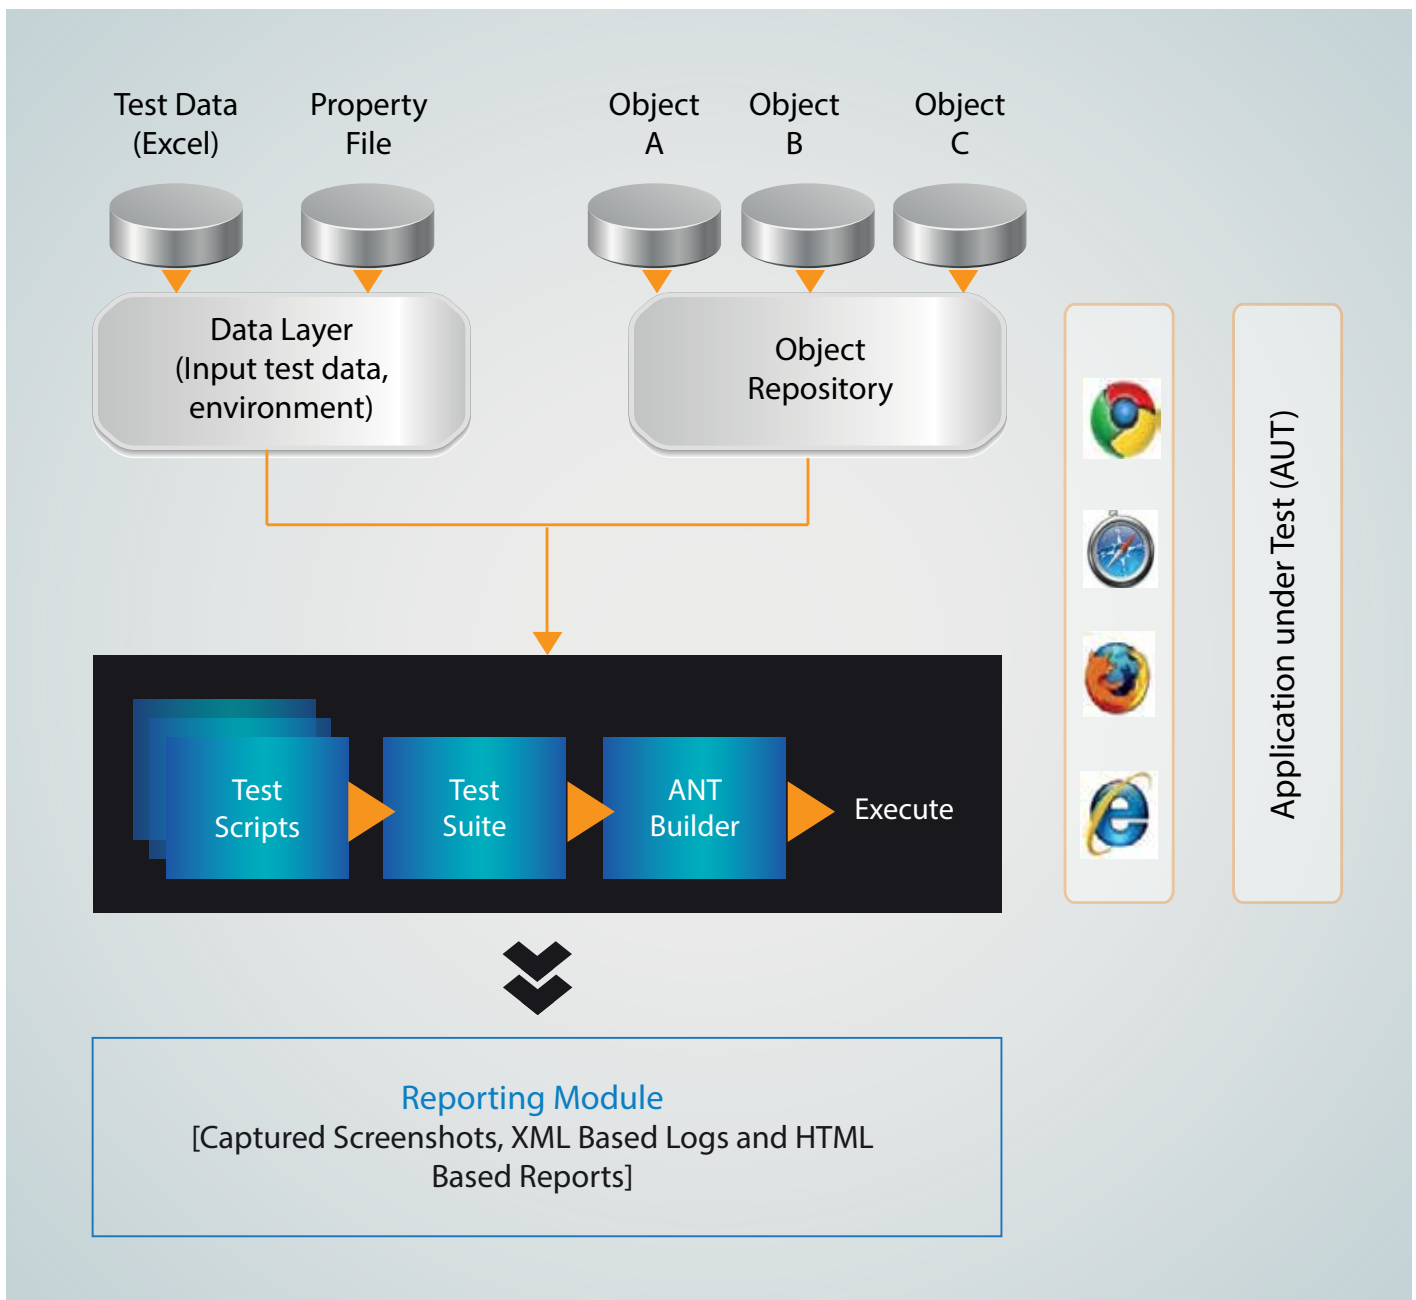 Test Data
(Excel)
Property
File
Object
A
Object
B
Object
C
Data Layer
(Input test data,
environment)
Object
Repository
Application under Test (AUT)
Test
Scripts
Test
Suite
ANT
Builder
Execute
Reporting Module
[Captured Screenshots, XML Based Logs and HTML
Based Reports]